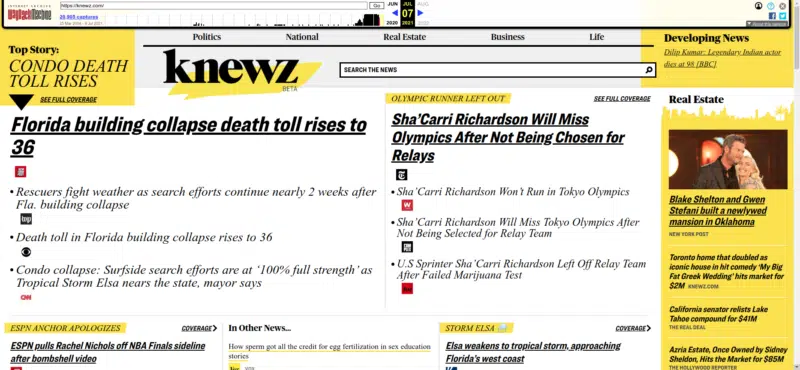 INTERNET ARCHIVE
WayBackMachine
https://knewz.com/
Go
JUN
JUL
AUG
07
2020
2021
2022
20,965 captures
Politics
National
Real Estate
Business
Life
Top Story:
CONDO DEATH
TOLL RISES
SEE FULL COVERAGE
knewz
BETA
SEARCH THE NEWS
Developing News
Dilip Kumar: Legendary Indian actor
dies at 98 [BBC]
Florida building collapse death toll rises to
36
• Rescuers fight weather as search efforts continue nearly 2 weeks after
Fla. building collapse
top
• Death toll in Florida building collapse rises to 36
• Condo collapse: Surfside search efforts are at ‘100% full strength’ as
Tropical Storm Elsa nears the state, mayor says
CNN
OLYMPIC RUNNER LEFT OUT
SEE FULL COVERAGE
Sha’Carri Richardson Will Miss
Olympics After Not Being Chosen for
Relays
• Sha’Carri Richardson Won’t Run in Tokyo Olympics
• Sha’Carri Richardson Will Miss Tokyo Olympics After
Not Being Selected for Relay Team
• U.S Sprinter Sha’Carri Richardson Left Off Relay Team
After Failed Marijuana Test
Real Estate
Blake Shelton and Gwen
Stefani built a newlywed
mansion in Oklahoma
NEW YORK POST
Toronto home that doubled as
iconic house in hit comedy ‘My Big
Fat Greek Wedding’ hits market for
$2M KNEWZ.COM
California senator relists Lake
Tahoe compound for $41M
THE REAL DEAL
Azria Estate, Once Owned by Sidney
Sheldon, Hits the Market for $85M
THE HOLLYWOOD REPORTER
ESPN ANCHOR APOLOGIZES
COVERAGE
ESPN pulls Rachel Nichols off NBA Finals sideline
after bombshell video
In Other News...
How sperm got all the credit for egg fertilization in sex education
stories
STORM ELSA
COVERAGE
Elsa weakens to tropical storm, approaching
Florida’s west coast